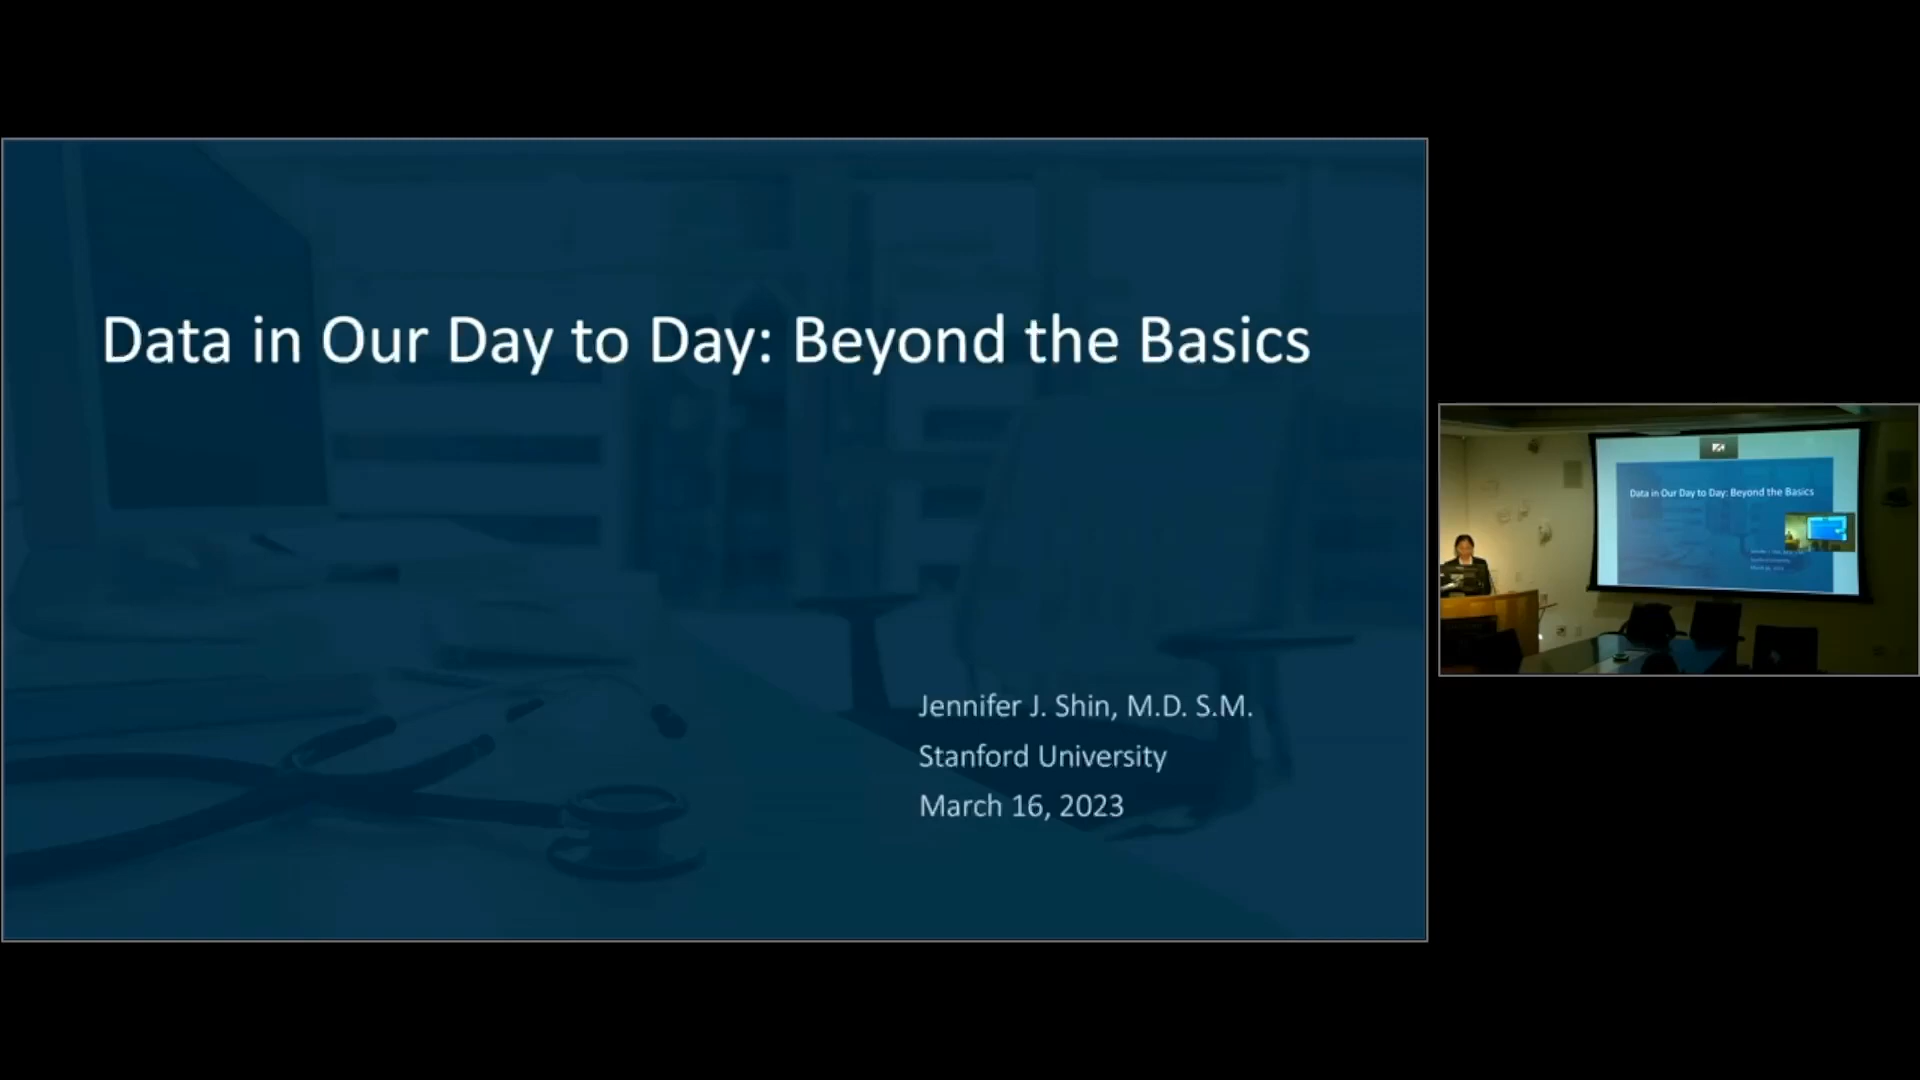 Data in Our Day to Day: Beyond the Basics
Jennifer J. Shin, M.D. S.M.
Stanford University
March 16, 2023
Data in Our Day to Day: Beyond the Basics